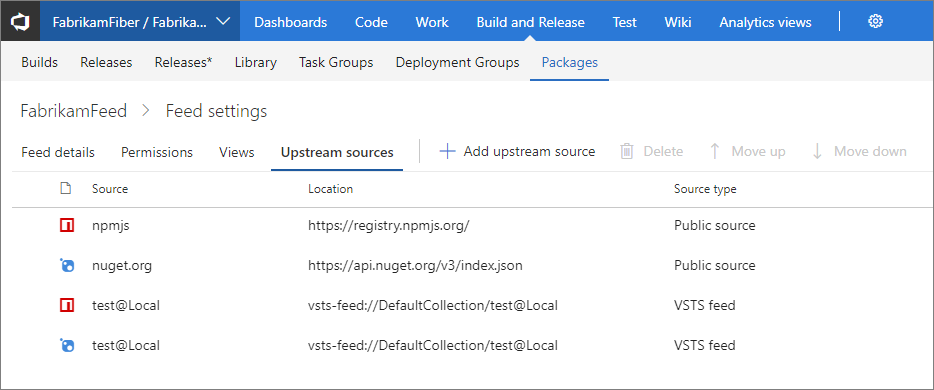 FabrikamFiber / Fabrika... Dashboards Code Work Build and Release Test Wiki Analytics views
Builds Releases Releases* Library Task Groups Deployment Groups Packages
FabrikamFeed > Feed settings
Feed details Permissions Views Upstream sources + Add upstream source Delete Move up Move down
Source Location Source type
npmjs https://registry.npmjs.org/ Public source
nuget.org https://api.nuget.org/v3/index.json Public source
test@Local vsts-feed://DefaultCollection/test@Local VSTS feed
test@Local vsts-feed://DefaultCollection/test@Local VSTS feed